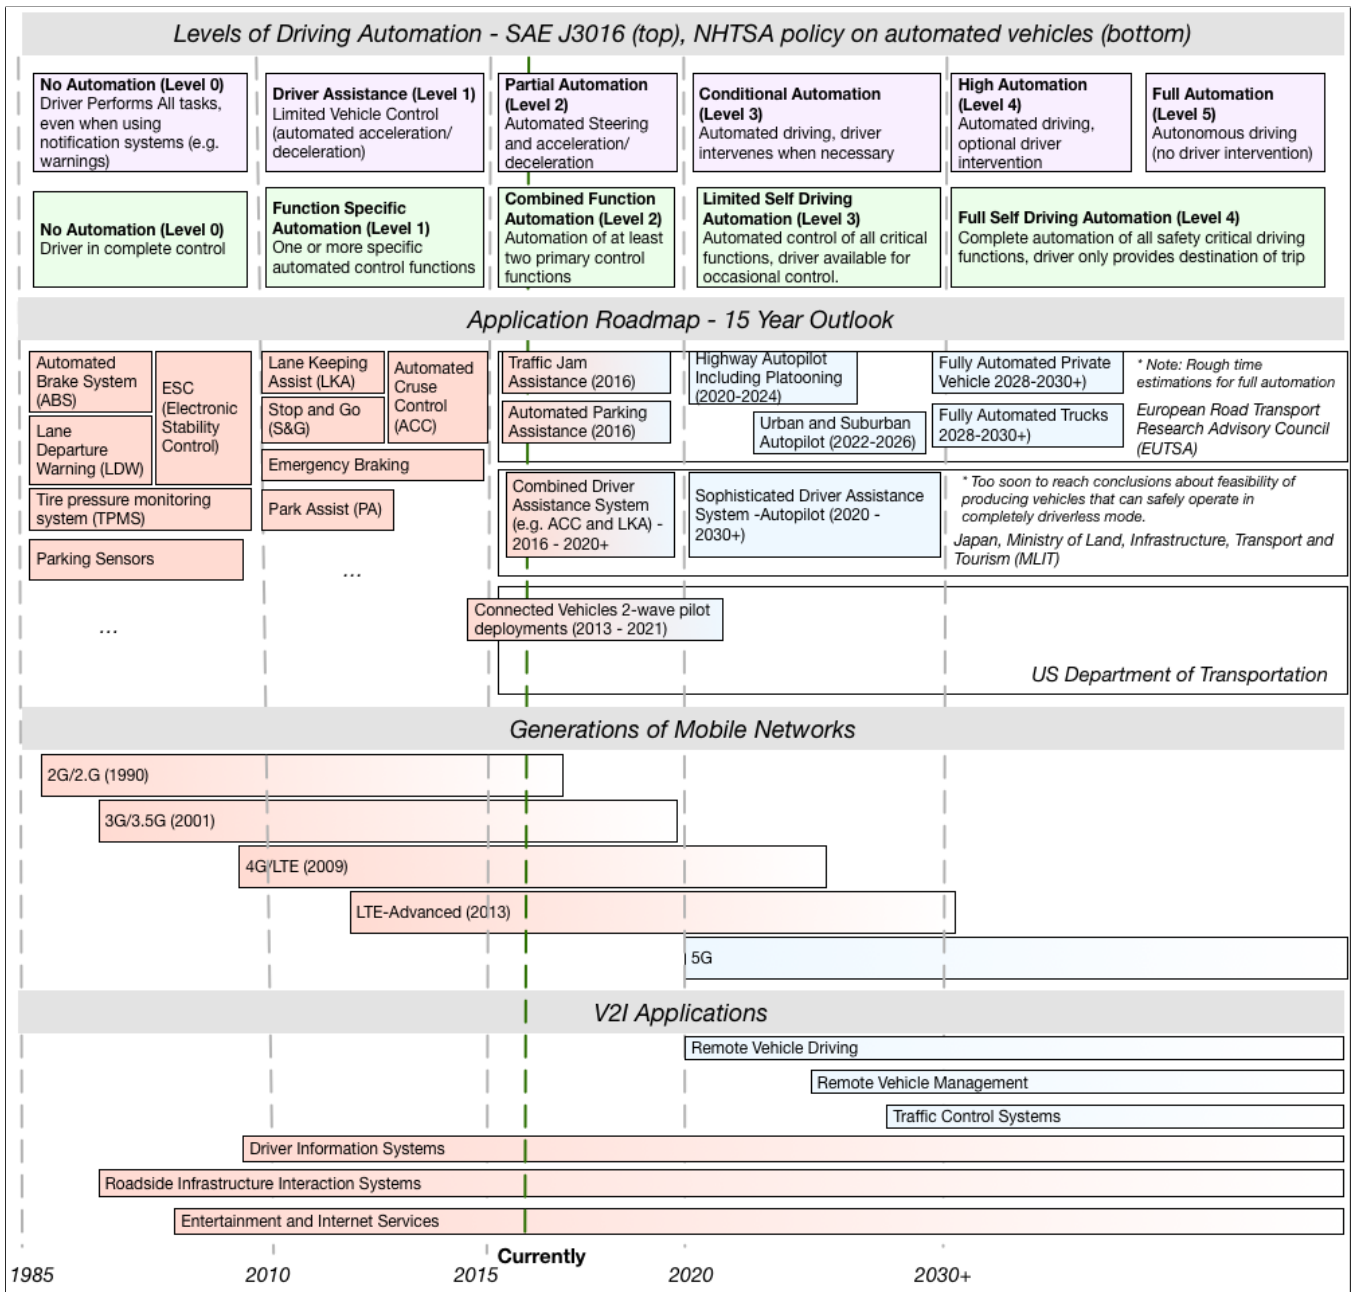 Levels of Driving Automation - SAE J3016 (top), NHTSA policy on automated vehicles (bottom)
No Automation (Level 0)
Driver Performs All tasks,
even when using
notification systems (e.g.
warnings)
Driver Assistance (Level 1)
Limited Vehicle Control
(automated acceleration/
deceleration)
Partial Automation
(Level 2)
Automated Steering
and acceleration/
deceleration
Conditional Automation
(Level 3)
Automated driving, driver
intervenes when necessary
High Automation
(Level 4)
Automated driving,
optional driver
intervention
Full Automation
(Level 5)
Autonomous driving
(no driver intervention)
No Automation (Level 0)
Driver in complete control
Function Specific
Automation (Level 1)
One or more specific
automated control functions
Combined Function
Automation (Level 2)
Automation of at least
two primary control
functions
Limited Self Driving
Automation (Level 3)
Automated control of all critical
functions, driver available for
occasional control.
Full Self Driving Automation (Level 4)
Complete automation of all safety critical driving
functions, driver only provides destination of trip
Application Roadmap - 15 Year Outlook
Automated
Brake System
(ABS)
ESC
(Electronic
Stability
Control)
Lane
Departure
Warning (LDW)
Tire pressure monitoring
system (TPMS)
Parking Sensors
...
Lane Keeping
Assist (LKA)
Stop and Go
(S&G)
Automated
Cruse
Control
(ACC)
Emergency Braking
Park Assist (PA)
...
Traffic Jam
Assistance (2016)
Automated Parking
Assistance (2016)
Highway Autopilot
Including Platooning
(2020-2024)
Urban and Suburban
Autopilot (2022-2026)
Fully Automated Private
Vehicle 2028-2030+)
Fully Automated Trucks
2028-2030+)
* Note: Rough time
estimations for full automation
European Road Transport
Research Advisory Council
(EUTSA)
Combined Driver
Assistance System
(e.g. ACC and LKA) -
2016 - 2020+
Sophisticated Driver Assistance
System -Autopilot (2020 -
2030+)
* Too soon to reach conclusions about feasibility of
producing vehicles that can safely operate in
completely driverless mode.
Japan, Ministry of Land, Infrastructure, Transport and
Tourism (MLIT)
Connected Vehicles 2-wave pilot
deployments (2013 - 2021)
US Department of Transportation
Generations of Mobile Networks
2G/2.G (1990)
3G/3.5G (2001)
4G/LTE (2009)
LTE-Advanced (2013)
5G
V2I Applications
Remote Vehicle Driving
Remote Vehicle Management
Traffic Control Systems
Driver Information Systems
Roadside Infrastructure Interaction Systems
Entertainment and Internet Services
Currently
1985
2010
2015
2020
2030+